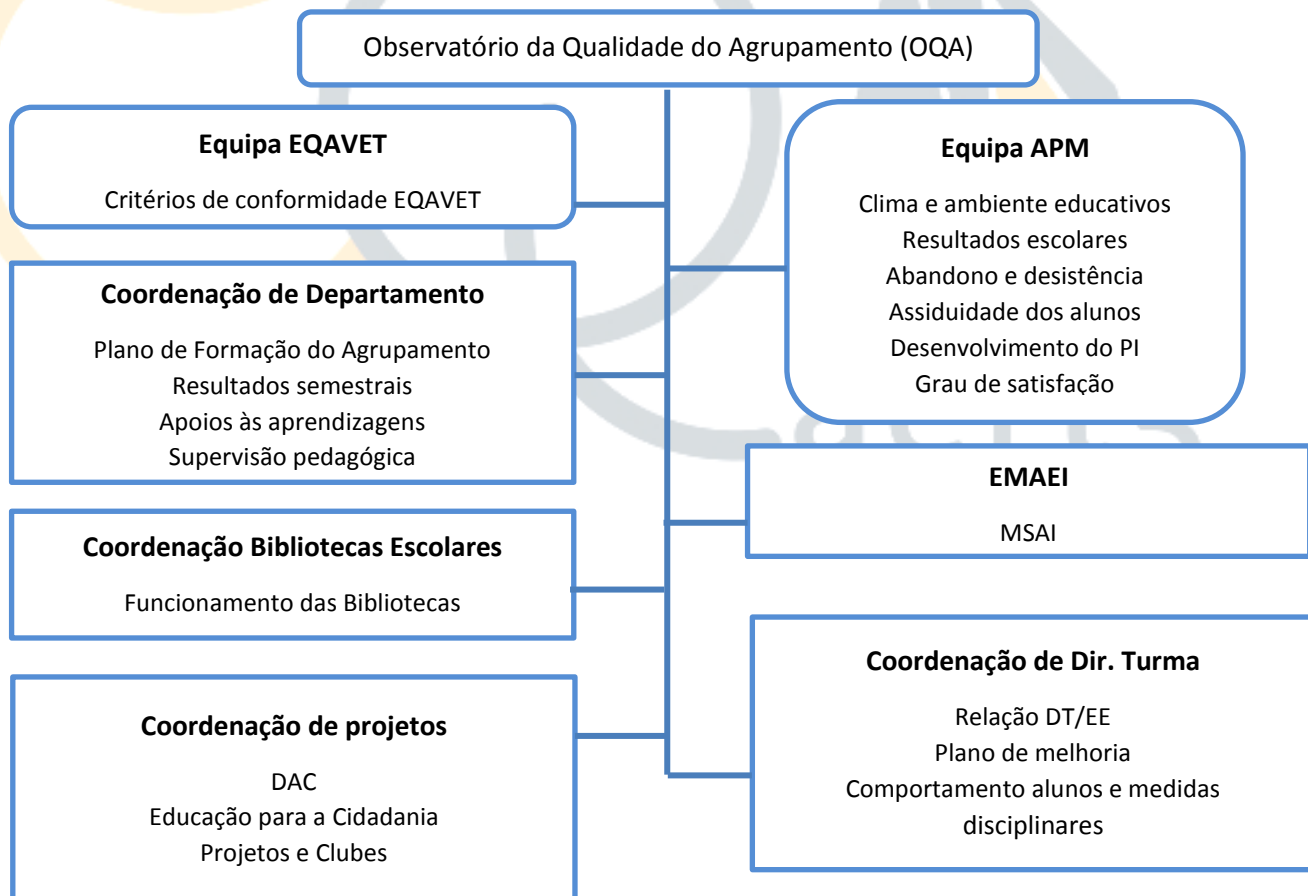 Observatório da Qualidade do Agrupamento (OQA)
Equipa EQAVET
Critérios de conformidade EQAVET
Equipa APM
Clima e ambiente educativos
Resultados escolares
Abandono e desistência
Assiduidade dos alunos
Desenvolvimento do PI
Grau de satisfação
Coordenação de Departamento
Plano de Formação do Agrupamento
Resultados semestrais
Apoios às aprendizagens
Supervisão pedagógica
EMAEI
MSAI
Coordenação Bibliotecas Escolares
Funcionamento das Bibliotecas
Coordenação de Dir. Turma
Relação DT/EE
Plano de melhoria
Comportamento alunos e medidas
disciplinares
Coordenação de projetos
DAC
Educação para a Cidadania
Projetos e Clubes